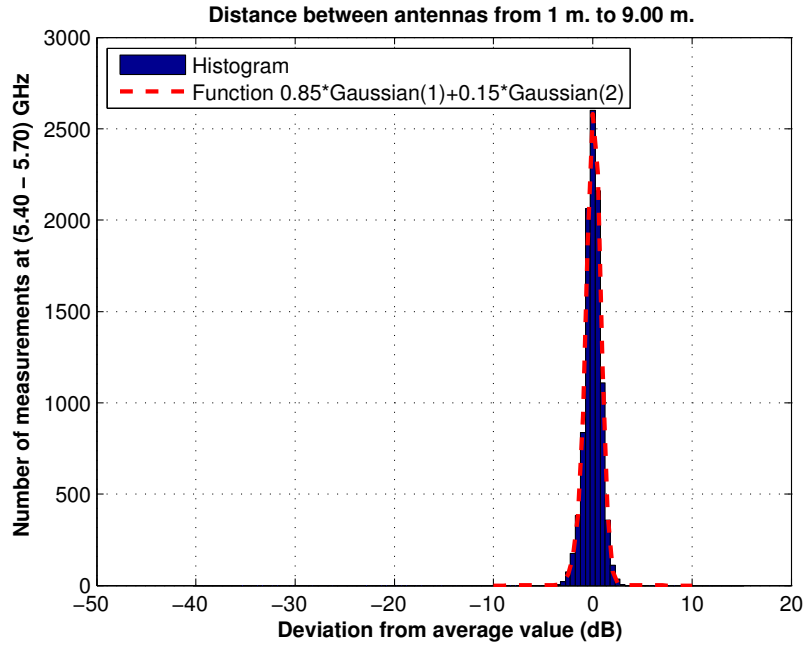 Distance between antennas from 1 m. to 9.00 m.
Number of measurements at (5.40 − 5.70) GHz
3000
2500
2000
1500
1000
500
0
Histogram
Function 0.85*Gaussian(1)+0.15*Gaussian(2)
−50 −40 −30 −20 −10 0 10 20
Deviation from average value (dB)